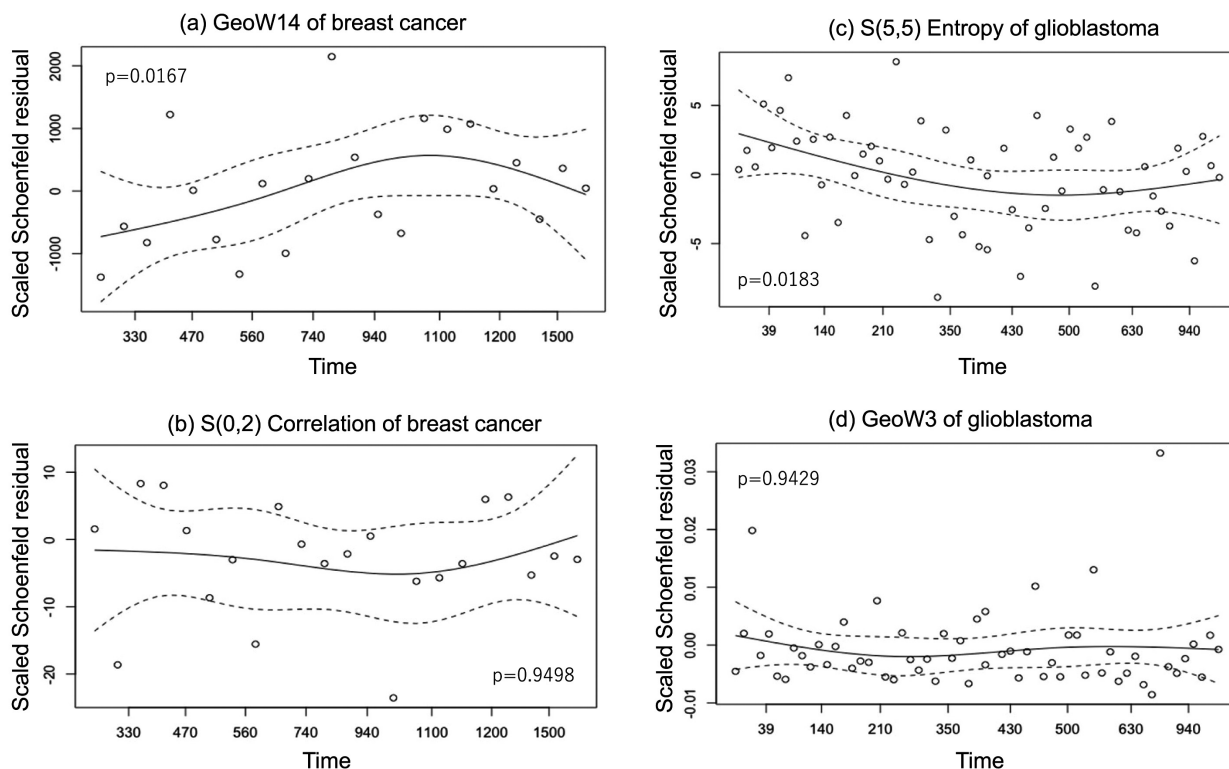 (a) GeoW14 of breast cancer
Scaled Schoenfeld residual
2000
1000
0
-1000
p=0.0167
330 470 560 740 940 1100 1200 1500
Time
(c) S(5,5) Entropy of glioblastoma
Scaled Schoenfeld residual
5
0
-5
p=0.0183
39 140 210 350 430 500 630 940
Time
(b) S(0,2) Correlation of breast cancer
Scaled Schoenfeld residual
10
0
-10
-20
p=0.9498
330 470 560 740 940 1100 1200 1500
Time
(d) GeoW3 of glioblastoma
Scaled Schoenfeld residual
0.03
0.02
0.01
0.00
-0.01
p=0.9429
39 140 210 350 430 500 630 940
Time